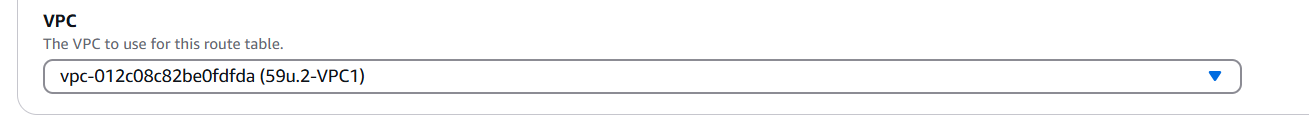 VPC
The VPC to use for this route table.
vpc-012c08c82be0fdfda (59u.2-VPC1)